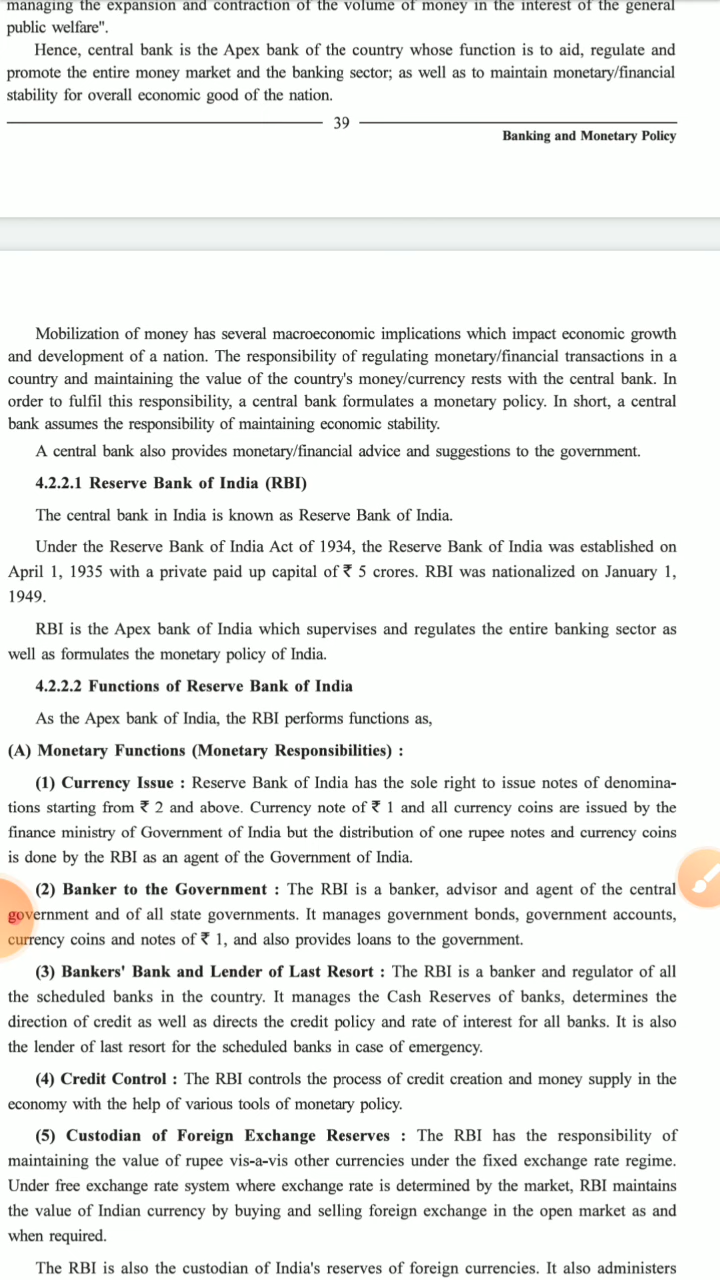 managing the expansion and contraction of the volume of money in the interest of the general
public welfare".
Hence, central bank is the Apex bank of the country whose function is to aid, regulate and
promote the entire money market and the banking sector; as well as to maintain monetary/financial
stability for overall economic good of the nation.
39
Banking and Monetary Policy
Mobilization of money has several macroeconomic implications which impact economic growth
and development of a nation. The responsibility of regulating monetary/financial transactions in a
country and maintaining the value of the country's money/currency rests with the central bank. In
order to fulfil this responsibility, a central bank formulates a monetary policy. In short, a central
bank assumes the responsibility of maintaining economic stability.
A central bank also provides monetary/financial advice and suggestions to the government.
4.2.2.1 Reserve Bank of India (RBI)
The central bank in India is known as Reserve Bank of India.
Under the Reserve Bank of India Act of 1934, the Reserve Bank of India was established on
April 1, 1935 with a private paid up capital of ₹ 5 crores. RBI was nationalized on January 1,
1949.
RBI is the Apex bank of India which supervises and regulates the entire banking sector as
well as formulates the monetary policy of India.
4.2.2.2 Functions of Reserve Bank of India
As the Apex bank of India, the RBI performs functions as,
(A) Monetary Functions (Monetary Responsibilities) :
(1) Currency Issue : Reserve Bank of India has the sole right to issue notes of denomina-
tions starting from ₹ 2 and above. Currency note of ₹ 1 and all currency coins are issued by the
finance ministry of Government of India but the distribution of one rupee notes and currency coins
is done by the RBI as an agent of the Government of India.
(2) Banker to the Government : The RBI is a banker, advisor and agent of the central
government and of all state governments. It manages government bonds, government accounts,
currency coins and notes of ₹ 1, and also provides loans to the government.
(3) Bankers' Bank and Lender of Last Resort : The RBI is a banker and regulator of all
the scheduled banks in the country. It manages the Cash Reserves of banks, determines the
direction of credit as well as directs the credit policy and rate of interest for all banks. It is also
the lender of last resort for the scheduled banks in case of emergency.
(4) Credit Control : The RBI controls the process of credit creation and money supply in the
economy with the help of various tools of monetary policy.
(5) Custodian of Foreign Exchange Reserves : The RBI has the responsibility of
maintaining the value of rupee vis-a-vis other currencies under the fixed exchange rate regime.
Under free exchange rate system where exchange rate is determined by the market, RBI maintains
the value of Indian currency by buying and selling foreign exchange in the open market as and
when required.
The RBI is also the custodian of India's reserves of foreign currencies. It also administers